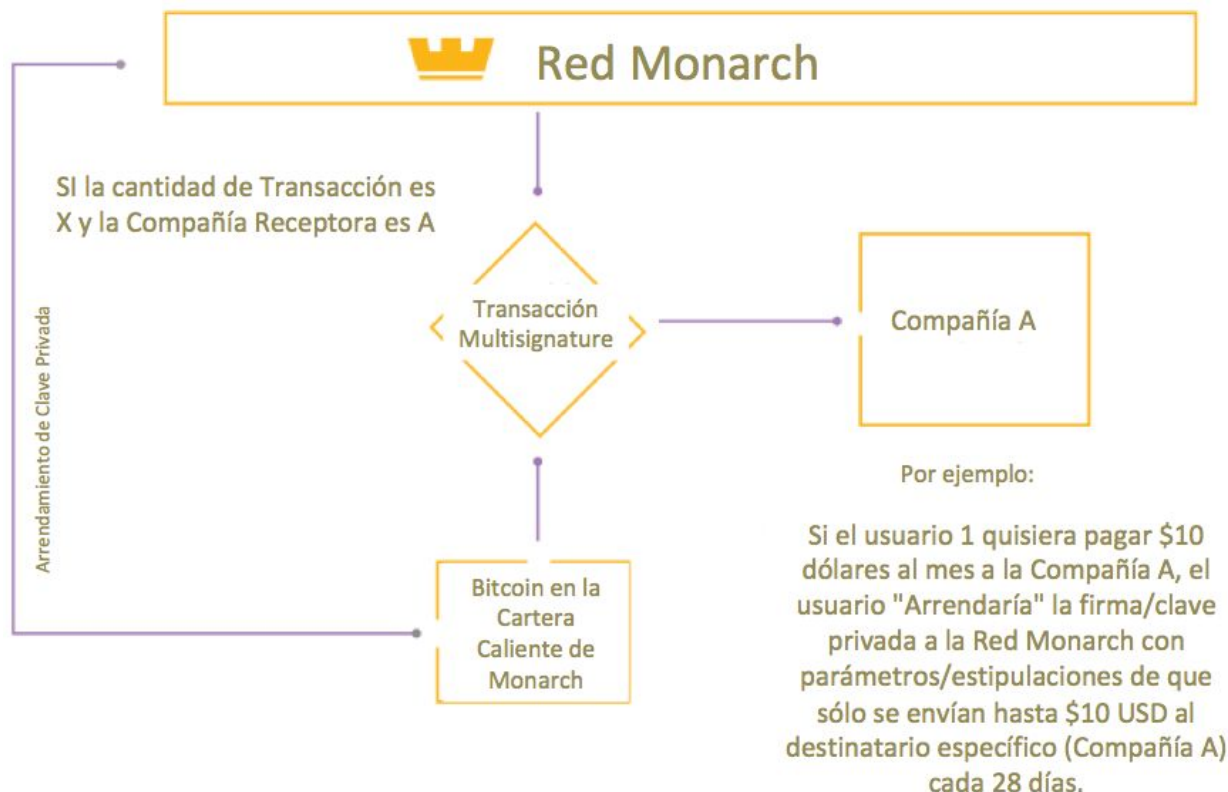 Red Monarch
SI la cantidad de Transacción es
X y la Compañía Receptora es A
Arrendamiento de Clave Privada
Transacción
Multisignature
Compañía A
Bitcoin en la
Cartera
Caliente de
Monarch
Por ejemplo:
Si el usuario 1 quisiera pagar $10
dólares al mes a la Compañía A, el
usuario "Arrendaría" la firma/clave
privada a la Red Monarch con
parámetros/estipulaciones de que
sólo se envían hasta $10 USD al
destinatario específico (Compañía A)
cada 28 días.